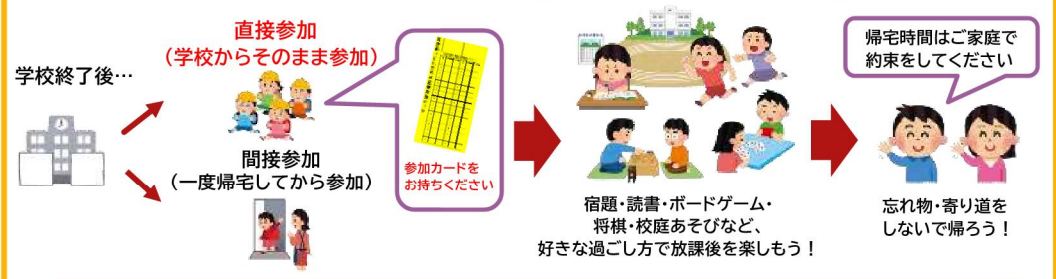 学校終了後…
直接参加
(学校からそのまま参加)
間接参加
(一度帰宅してから参加)
参加カードを
お持ちください
宿題・読書・ボードゲーム・
将棋・校庭あそびなど、
好きな過ごし方で放課後を楽しもう！
帰宅時間はご家庭で
約束をしてください
忘れ物・寄り道を
しないで帰ろう！